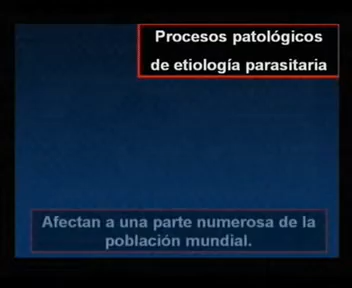 Procesos patológicos
de etiología parasitaria
Afectan a una parte numerosa de la
población mundial.